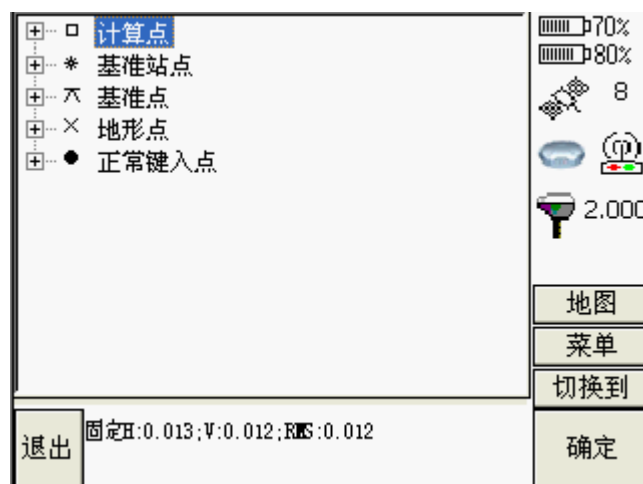 计算点
基准站点
基准点
地形点
正常键入点
70%
80%
8
2.000
地图
菜单
切换到
退出
固定H:0.013;V:0.012;RMS:0.012
确定